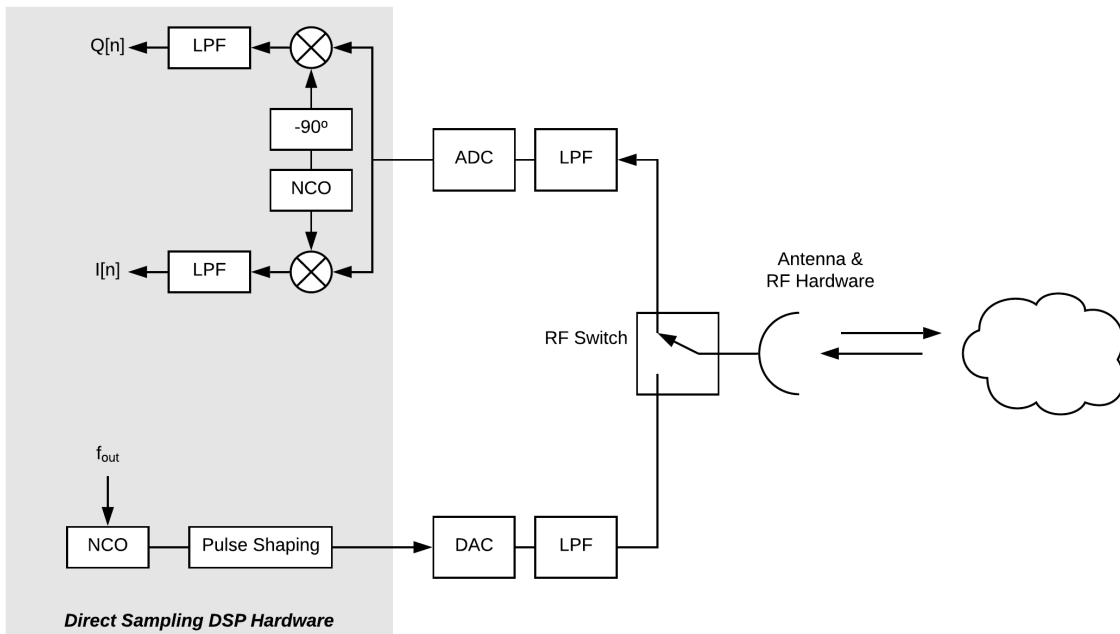 Q[n]
LPF
-90º
NCO
ADC
LPF
I[n]
LPF
Antenna &
RF Hardware
RF Switch
fout
NCO
Pulse Shaping
DAC
LPF
Direct Sampling DSP Hardware